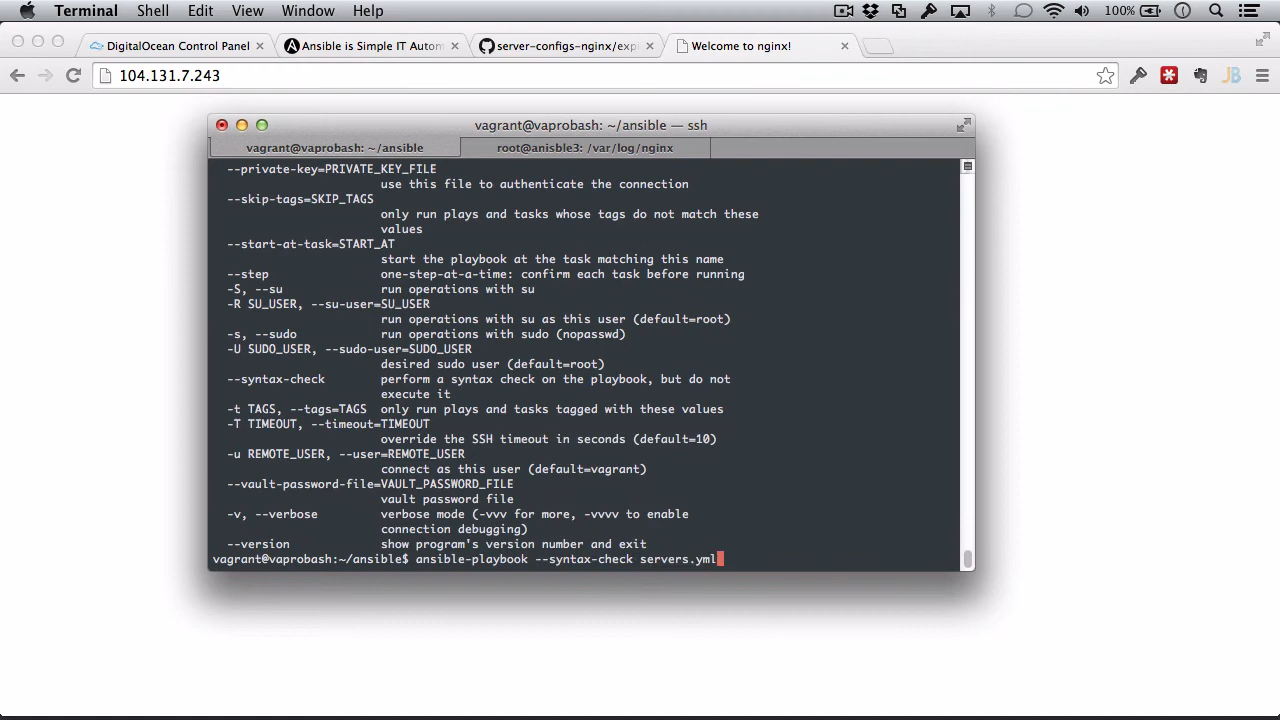 Terminal Shell Edit View Window Help 100%
DigitalOcean Control Panel Ansible is Simple IT Autom server-configs-nginx/exp Welcome to nginx!
104.131.7.243
vagrant@vaprobash: ~/ansible — ssh
vagrant@vaprobash: ~/ansible root@anisble3: /var/log/nginx
--private-key=PRIVATE_KEY_FILE
use this file to authenticate the connection
--skip-tags=SKIP_TAGS
only run plays and tasks whose tags do not match these
values
--start-at-task=START_AT
start the playbook at the task matching this name
--step one-step-at-a-time: confirm each task before running
-S, --su run operations with su
-R SU_USER, --su-user=SU_USER
run operations with su as this user (default=root)
-s, --sudo run operations with sudo (nopasswd)
-U SUDO_USER, --sudo-user=SUDO_USER
desired sudo user (default=root)
--syntax-check perform a syntax check on the playbook, but do not
execute it
-t TAGS, --tags=TAGS only run plays and tasks tagged with these values
-T TIMEOUT, --timeout=TIMEOUT
override the SSH timeout in seconds (default=10)
-u REMOTE_USER, --user=REMOTE_USER
connect as this user (default=vagrant)
--vault-password-file=VAULT_PASSWORD_FILE
vault password file
-v, --verbose verbose mode (-vvv for more, -vvvv to enable
connection debugging)
--version show program's version number and exit
vagrant@vaprobash:~/ansible$ ansible-playbook --syntax-check servers.yml